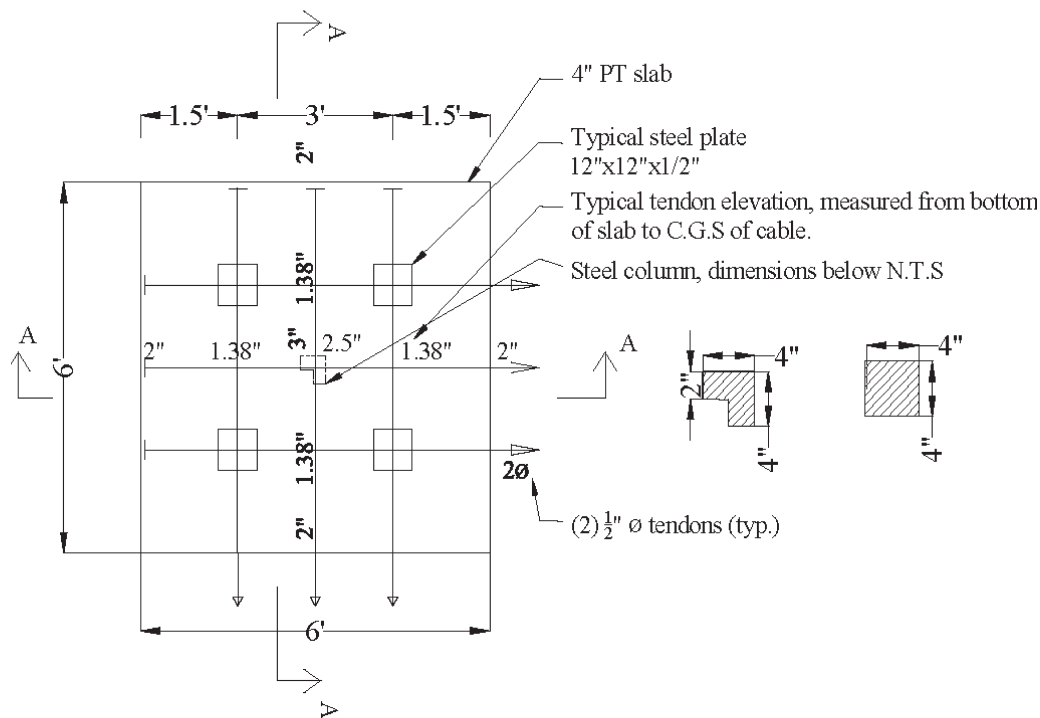 A
4" PT slab
1.5'
3'
1.5'
Typical steel plate
12"x12"x1/2"
2"
Typical tendon elevation, measured from bottom
of slab to C.G.S of cable.
Steel column, dimensions below N.T.S
1.38"
A
6'
2"
1.38"
3"
2.5"
1.38"
2"
A
2"
4"
4"
4"
4"
1.38"
2ø
2"
(2) ½" ø tendons (typ.)
6'
A